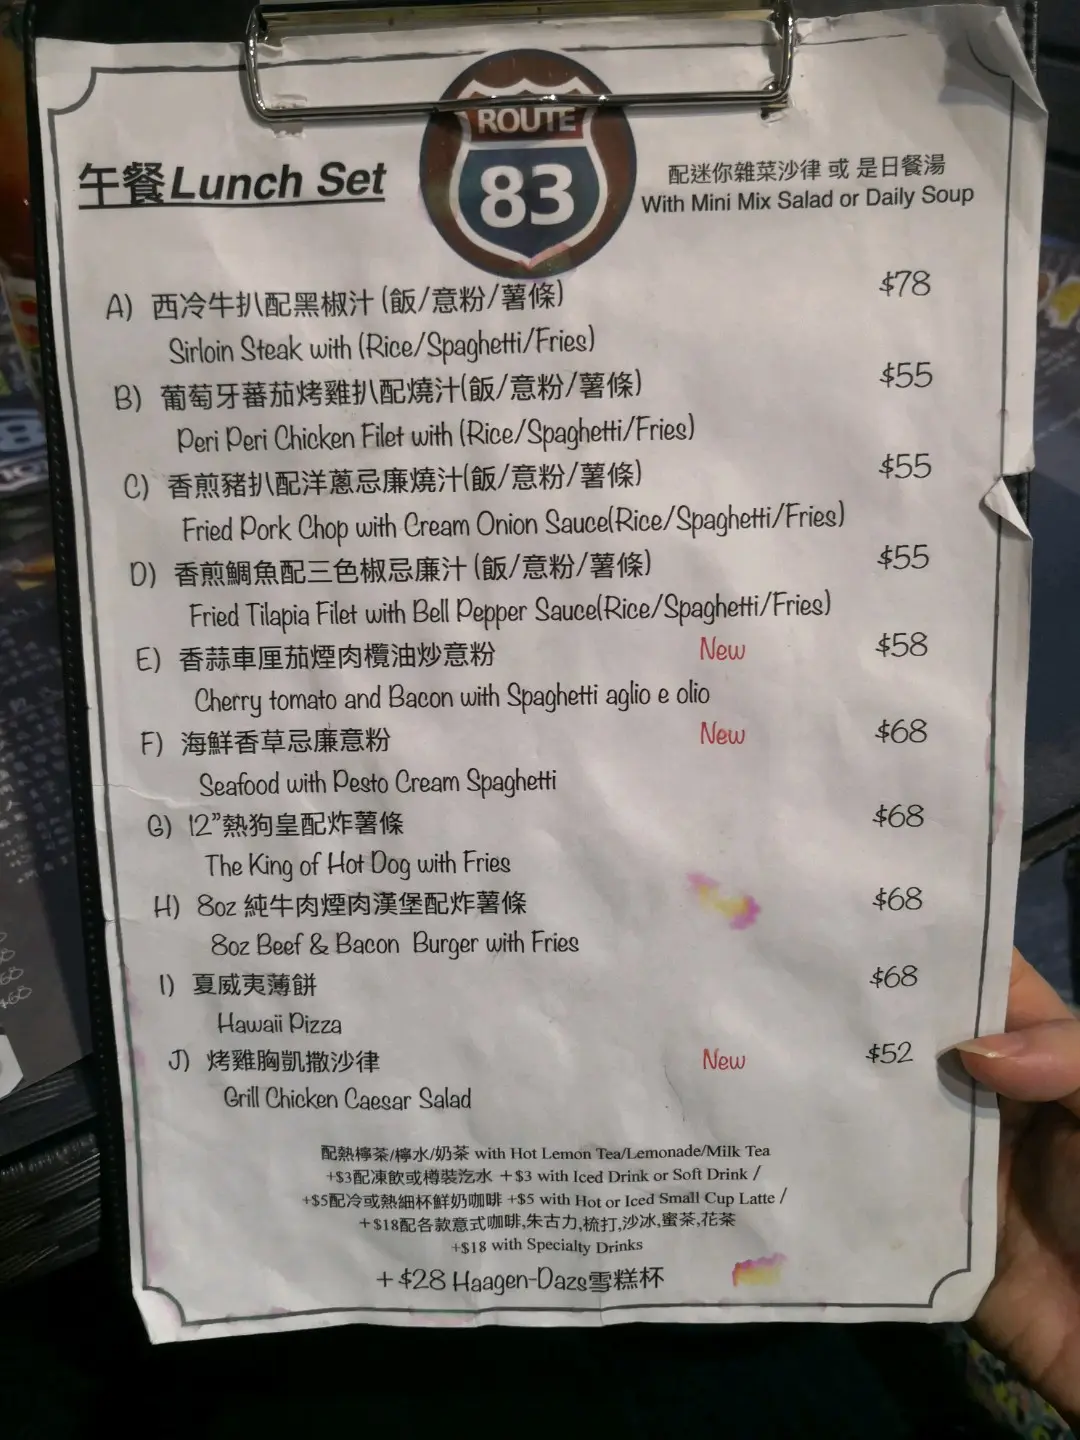 ROUTE
83
午餐Lunch Set
配迷你雜菜沙律 或 是日餐湯
With Mini Mix Salad or Daily Soup
A) 西冷牛扒配黑椒汁 (飯/意粉/薯條) $78
Sirloin Steak with (Rice/Spaghetti/Fries)
B) 葡萄牙蕃茄烤雞扒配燒汁(飯/意粉/薯條) $55
Peri Peri Chicken Filet with (Rice/Spaghetti/Fries)
C) 香煎豬扒配洋蔥忌廉燒汁(飯/意粉/薯條) $55
Fried Pork Chop with Cream Onion Sauce(Rice/Spaghetti/Fries)
D) 香煎鯛魚配三色椒忌廉汁 (飯/意粉/薯條) $55
Fried Tilapia Filet with Bell Pepper Sauce(Rice/Spaghetti/Fries)
E) 香蒜車厘茄煙肉欖油炒意粉 New $58
Cherry tomato and Bacon with Spaghetti aglio e olio
F) 海鮮香草忌廉意粉 New $68
Seafood with Pesto Cream Spaghetti
G) 12”熱狗皇配炸薯條 $68
The King of Hot Dog with Fries
H) 8oz 純牛肉煙肉漢堡配炸薯條 $68
8oz Beef & Bacon Burger with Fries
I) 夏威夷薄餅 $68
Hawaii Pizza
J) 烤雞胸凱撒沙律 New $52
Grill Chicken Caesar Salad
配熱檸茶/檸水/奶茶 with Hot Lemon Tea/Lemonade/Milk Tea
+$3配凍飲或樽裝汽水 +$3 with Iced Drink or Soft Drink /
+$5配冷或熱細杯鮮奶咖啡 +$5 with Hot or Iced Small Cup Latte /
+$18配各款意式咖啡,朱古力,梳打,沙冰,蜜茶,花茶
+$18 with Specialty Drinks
+$28 Haagen-Dazs雪糕杯